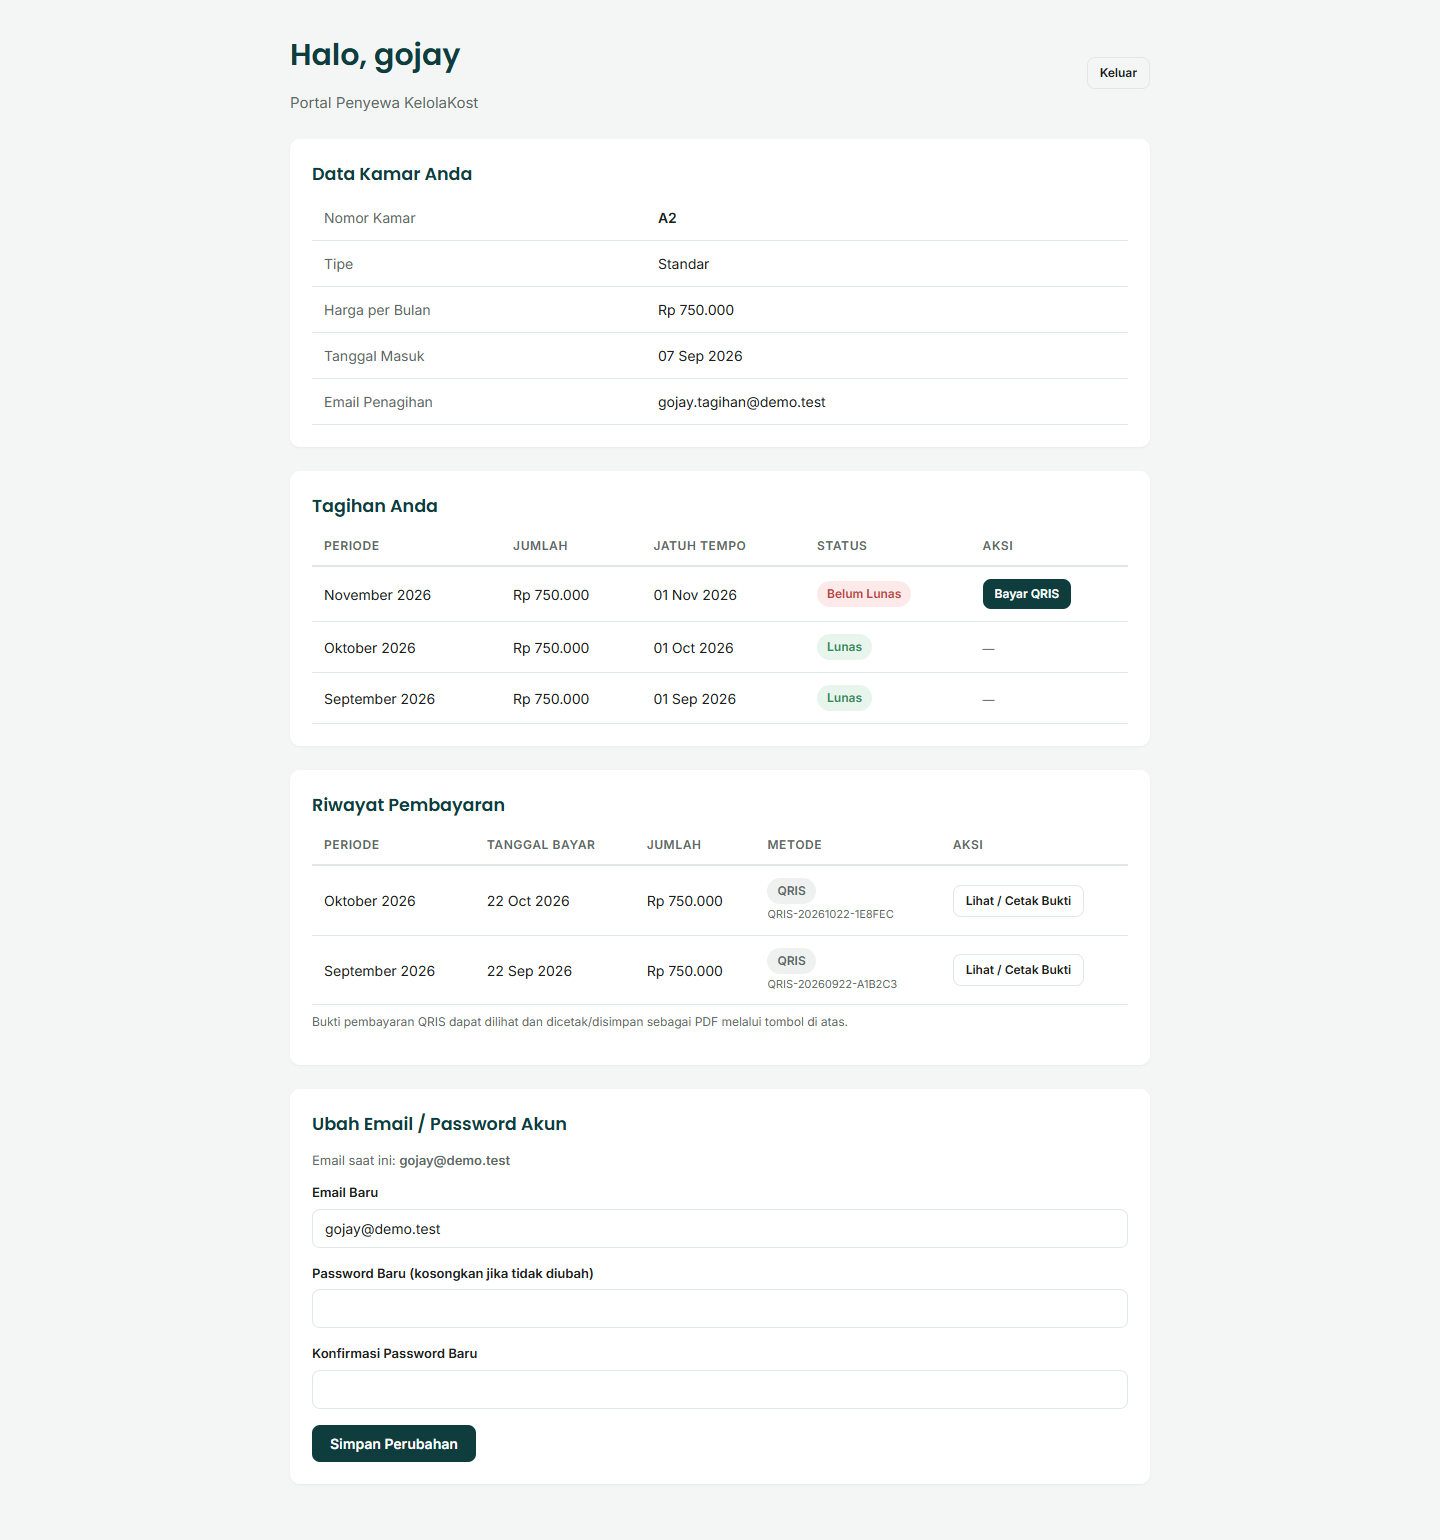 Halo, gojay
Keluar
Portal Penyewa KelolaKost
Data Kamar Anda
Nomor Kamar A2
Tipe Standar
Harga per Bulan Rp 750.000
Tanggal Masuk 07 Sep 2026
Email Penagihan gojay.tagihan@demo.test
Tagihan Anda
PERIODE JUMLAH JATUH TEMPO STATUS AKSI
November 2026 Rp 750.000 01 Nov 2026 Belum Lunas Bayar QRIS
Oktober 2026 Rp 750.000 01 Oct 2026 Lunas —
September 2026 Rp 750.000 01 Sep 2026 Lunas —
Riwayat Pembayaran
PERIODE TANGGAL BAYAR JUMLAH METODE AKSI
Oktober 2026 22 Oct 2026 Rp 750.000 QRIS Lihat / Cetak Bukti
QRIS-20261022-1E8FEC
September 2026 22 Sep 2026 Rp 750.000 QRIS Lihat / Cetak Bukti
QRIS-20260922-A1B2C3
Bukti pembayaran QRIS dapat dilihat dan dicetak/disimpan sebagai PDF melalui tombol di atas.
Ubah Email / Password Akun
Email saat ini: gojay@demo.test
Email Baru
gojay@demo.test
Password Baru (kosongkan jika tidak diubah)
Konfirmasi Password Baru
Simpan Perubahan